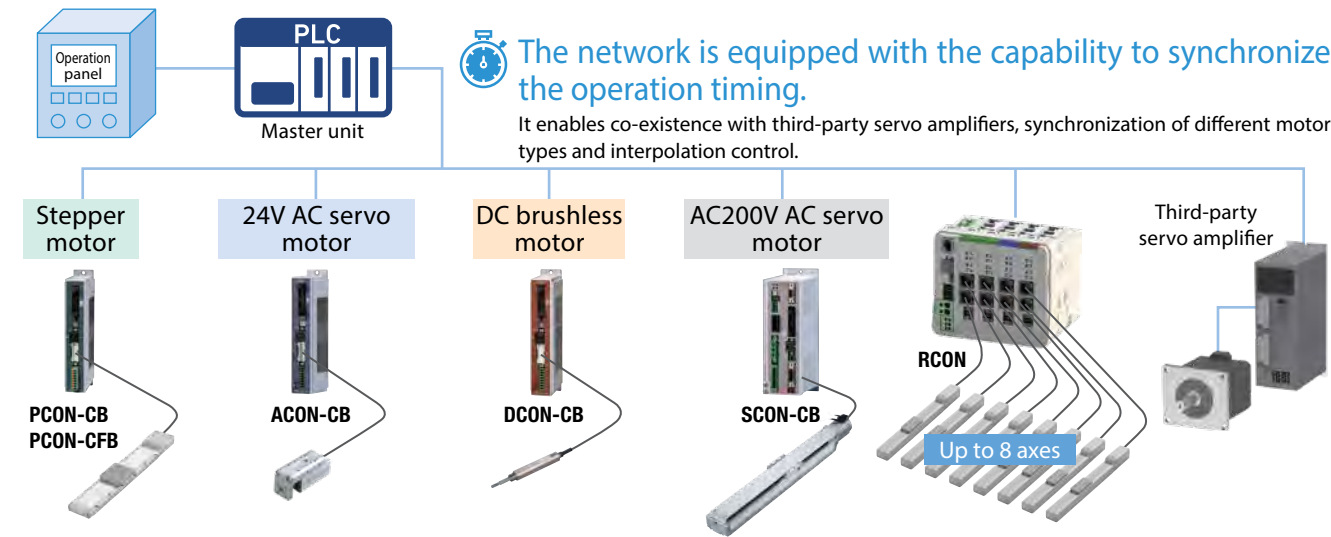 Operation
panel
PLC
Master unit
The network is equipped with the capability to synchronize
the operation timing.
It enables co-existence with third-party servo amplifiers, synchronization of different motor
types and interpolation control.
Stepper
motor
24V AC servo
motor
DC brushless
motor
AC200V AC servo
motor
Third-party
servo amplifier
RCON
PCON-CB
PCON-CFB
ACON-CB
DCON-CB
SCON-CB
Up to 8 axes